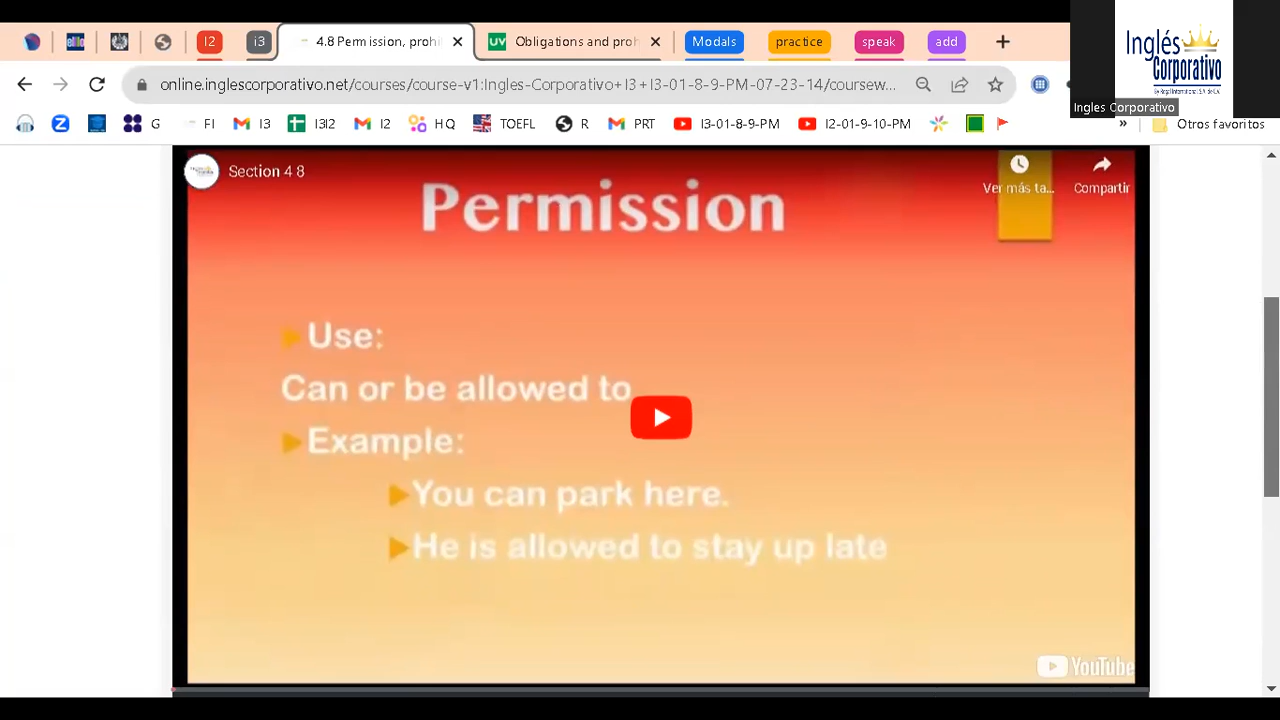 I2
i3
4.8 Permission, prohi
Obligations and proh
Modals
practice
speak
add
online.inglescorporativo.net/courses/course-v1:Ingles-Corporativo+I3+I3-01-8-9-PM-07-23-14/coursew...
G
FI
I3
I3I2
I2
HQ
TOEFL
R
PRT
I3-01-8-9-PM
I2-01-9-10-PM
»
Otros favoritos
Inglés
Corporativo
Ingles Corporativo
Section 4 8
Ver más ta...
Compartir
Permission
Use:
Can or be allowed to
Example:
You can park here.
He is allowed to stay up late
YouTube